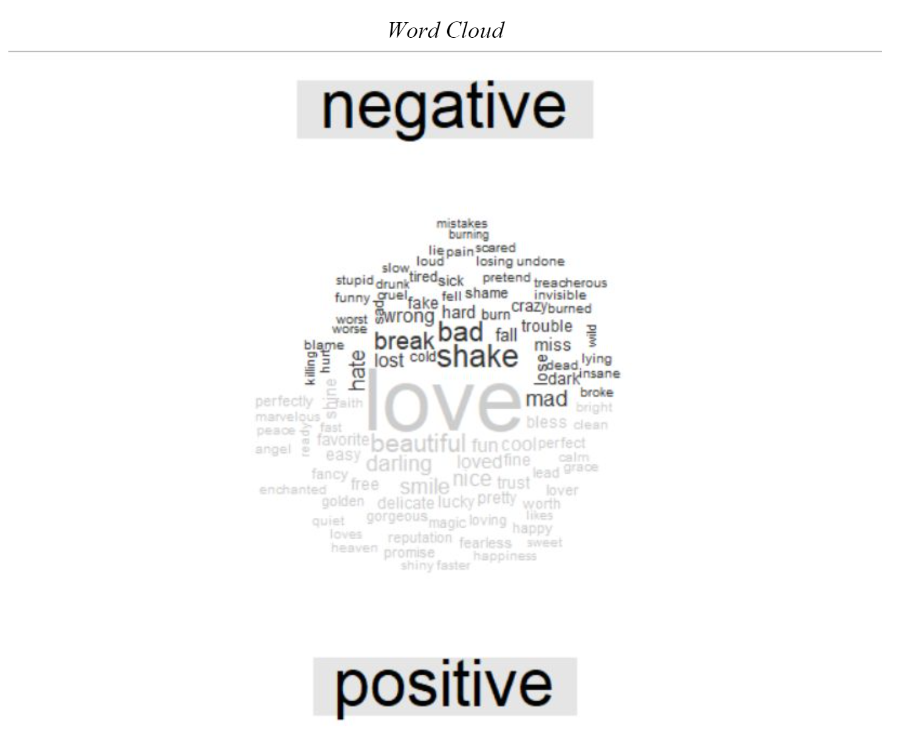 Word Cloud
negative
mistakes
burning
lie pain scared
loud losing undone
slow
stupid drunk tired sick pretend treacherous
funny cruel fake fell shame invisible
sad wrong hard burn crazy burned
worst bad fall trouble
worse break miss wild
blame lost cold shake lying
killing hurt hate lose dead insane
dark
love mad broke
perfectly shine faith bright
marvelous bless clean
peace ready fast
favorite beautiful fun cool perfect
angel easy calm
darling loved fine lead grace
fancy free smile nice trust
enchanted lover
golden delicate lucky pretty worth
quiet gorgeous magic loving likes
happy
loves reputation fearless sweet
heaven promise happiness
shiny faster
positive